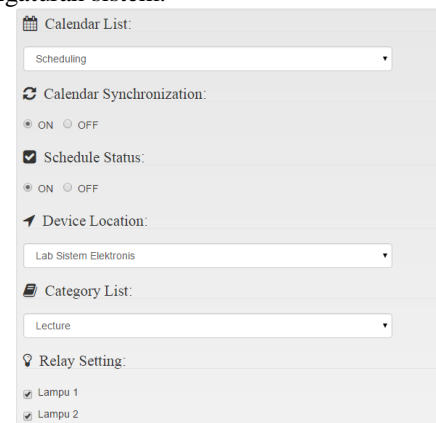 Calendar List:
Scheduling
Calendar Synchronization:
ON OFF
Schedule Status:
ON OFF
Device Location:
Lab Sistem Elektronis
Category List:
Lecture
Relay Setting:
Lampu 1
Lampu 2